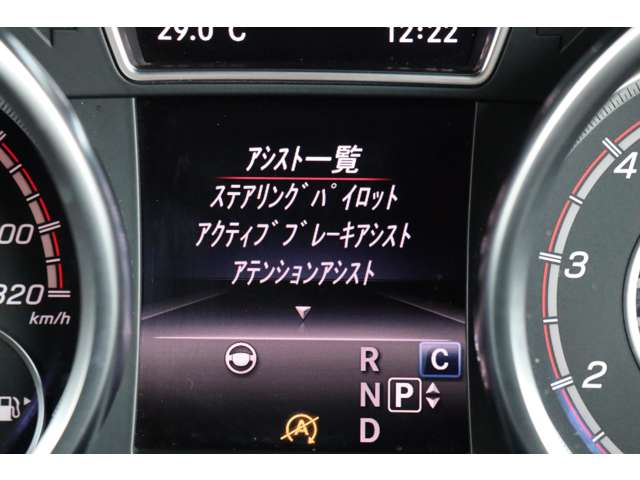 29.0 °C 12:22
アシスト一覧
ステアリングパイロット
アクティブブレーキアシスト
アテンションアシスト
00
320
km/h
R C
N P
D
A
4
3
2